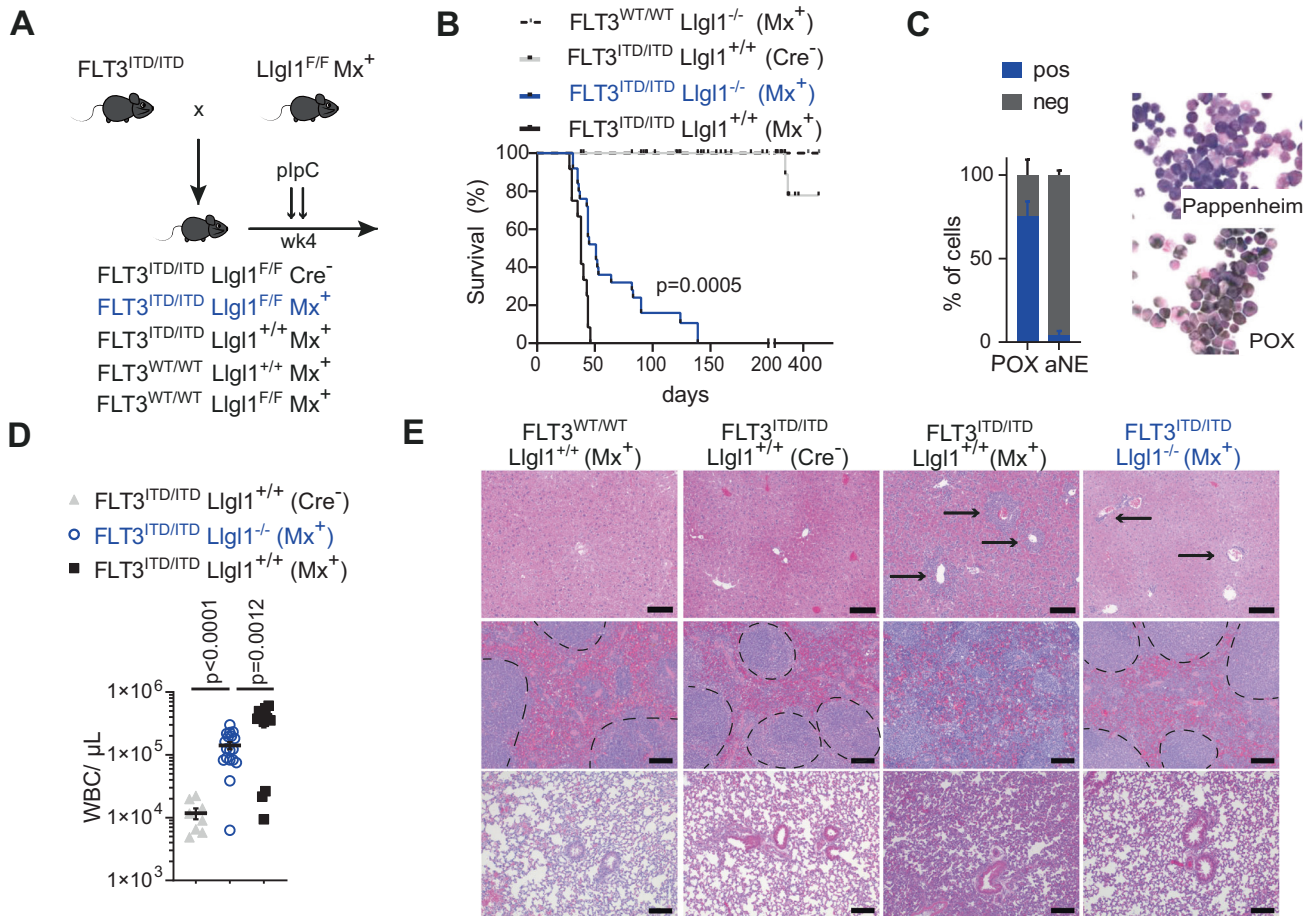 A
FLT3ITD/ITD
Llgl1F/F Mx+
x
pIpC
wk4
FLT3ITD/ITD Llgl1F/F Cre-
FLT3ITD/ITD Llgl1F/F Mx+
FLT3ITD/ITD Llgl1+/+ Mx+
FLT3WT/WT Llgl1+/+ Mx+
FLT3WT/WT Llgl1F/F Mx+
B
FLT3WT/WT Llgl1-/- (Mx+)
FLT3ITD/ITD Llgl1+/+ (Cre-)
FLT3ITD/ITD Llgl1-/- (Mx+)
FLT3ITD/ITD Llgl1+/+ (Mx+)
Survival (%)
100
80
60
40
20
0
p=0.0005
0 50 100 150 200 400
days
C
pos
neg
% of cells
100
50
0
POX aNE
Pappenheim
POX
D
FLT3ITD/ITD Llgl1+/+ (Cre-)
FLT3ITD/ITD Llgl1-/- (Mx+)
FLT3ITD/ITD Llgl1+/+ (Mx+)
p<0.0001
p=0.0012
WBC/ µL
1×10^6
1×10^5
1×10^4
1×10^3
E
FLT3WT/WT
Llgl1+/+ (Mx+)
FLT3ITD/ITD
Llgl1+/+ (Cre-)
FLT3ITD/ITD
Llgl1+/+ (Mx+)
FLT3ITD/ITD
Llgl1-/- (Mx+)